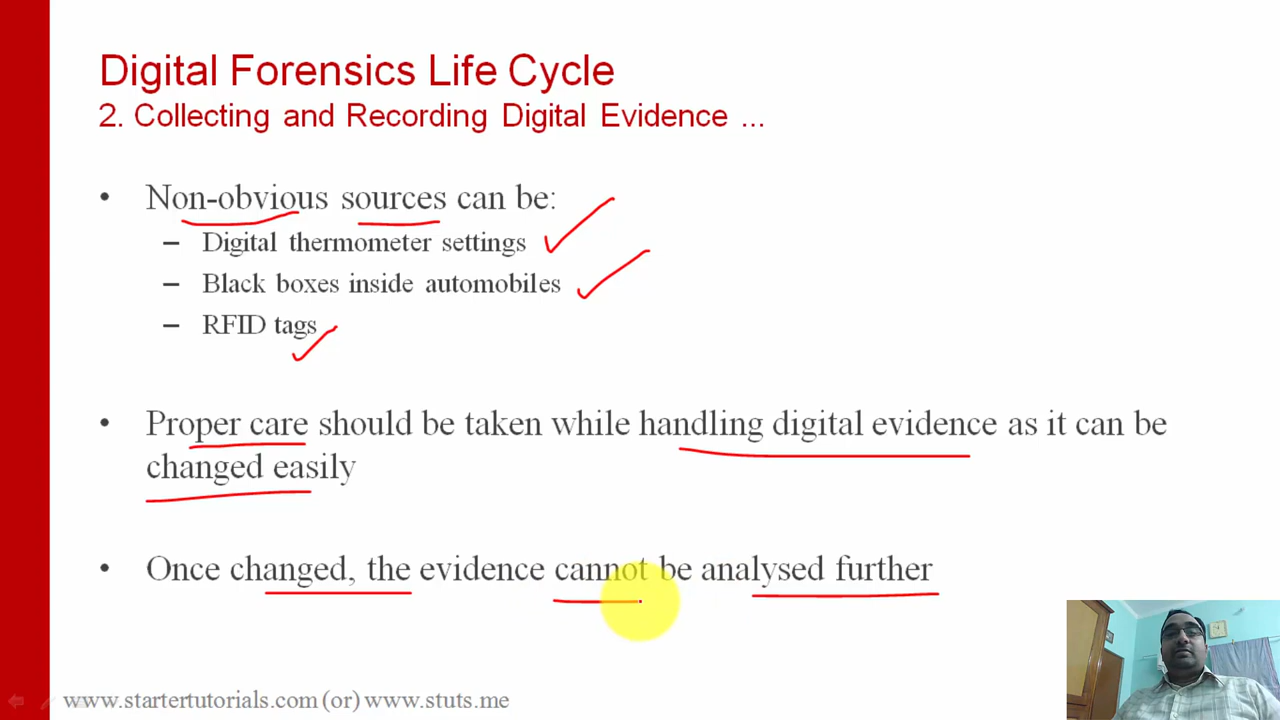 Digital Forensics Life Cycle
2. Collecting and Recording Digital Evidence ...
• Non-obvious sources can be:
– Digital thermometer settings
– Black boxes inside automobiles
– RFID tags
• Proper care should be taken while handling digital evidence as it can be
changed easily
• Once changed, the evidence cannot be analysed further
www.startertutorials.com (or) www.stuts.me